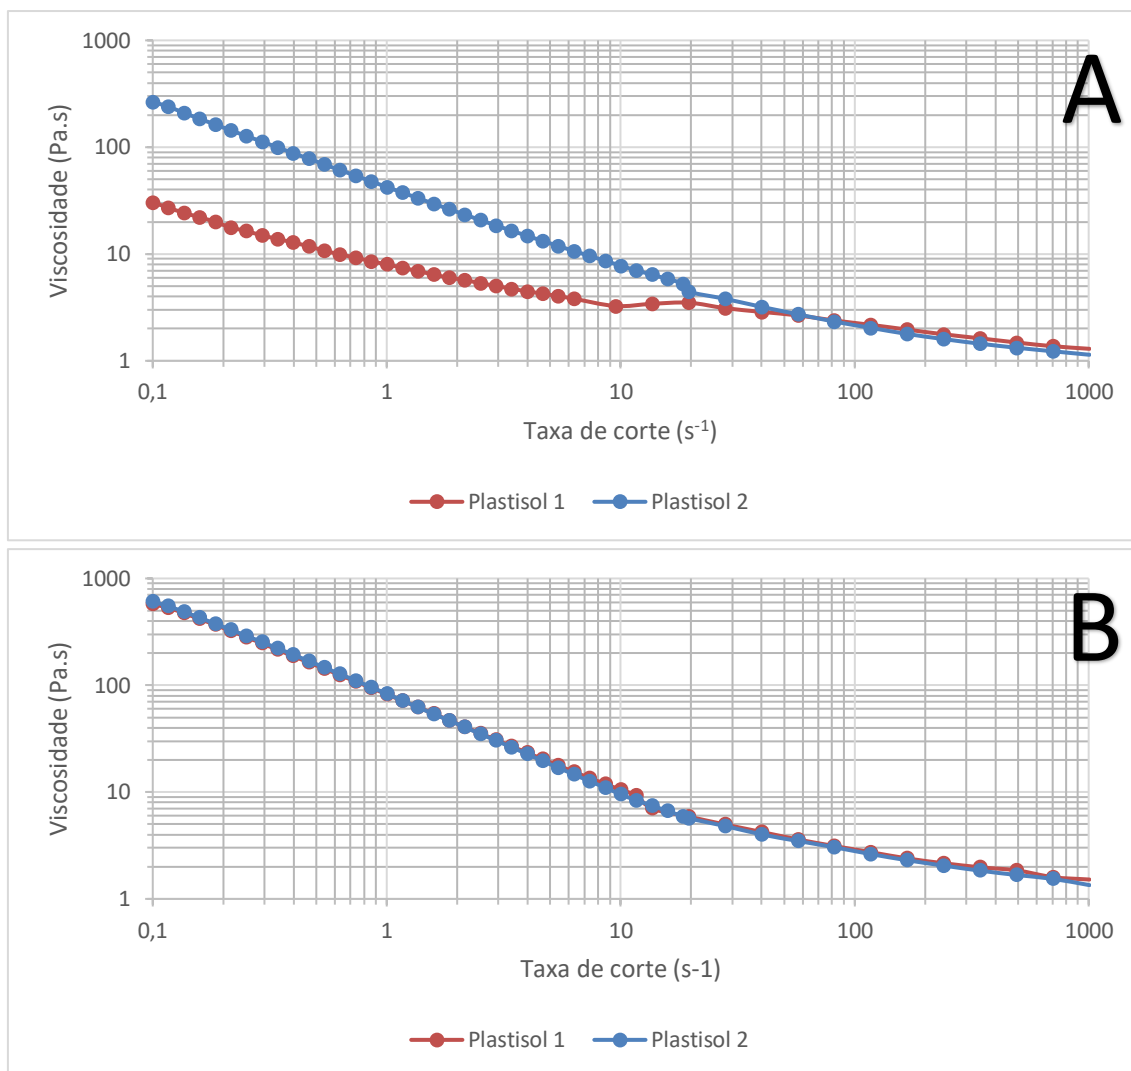 A
1000
100
10
1
Viscosidade (Pa.s)
0,1 1 10 100 1000
Taxa de corte (s⁻¹)
Plastisol 1 Plastisol 2
B
1000
100
10
1
Viscosidade (Pa.s)
0,1 1 10 100 1000
Taxa de corte (s-1)
Plastisol 1 Plastisol 2